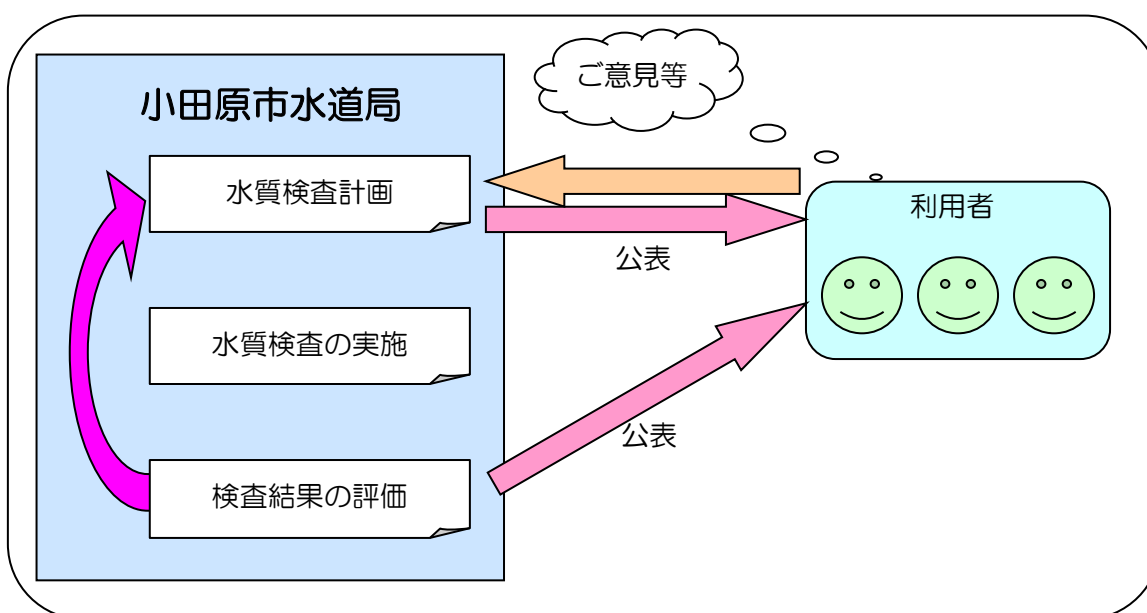 ご意見等
小田原市水道局
水質検査計画
利用者
公表
水質検査の実施
公表
検査結果の評価